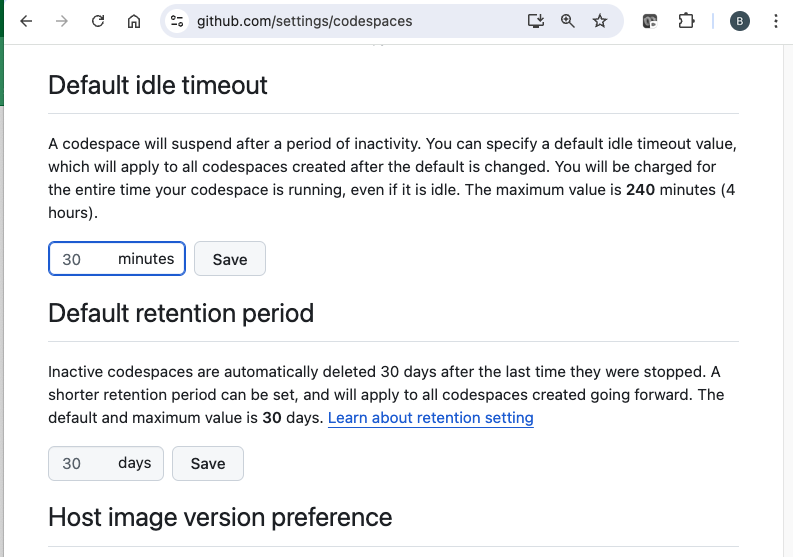 github.com/settings/codespaces
B
Default idle timeout
A codespace will suspend after a period of inactivity. You can specify a default idle timeout value,
which will apply to all codespaces created after the default is changed. You will be charged for
the entire time your codespace is running, even if it is idle. The maximum value is 240 minutes (4
hours).
30 minutes Save
Default retention period
Inactive codespaces are automatically deleted 30 days after the last time they were stopped. A
shorter retention period can be set, and will apply to all codespaces created going forward. The
default and maximum value is 30 days. Learn about retention setting
30 days Save
Host image version preference